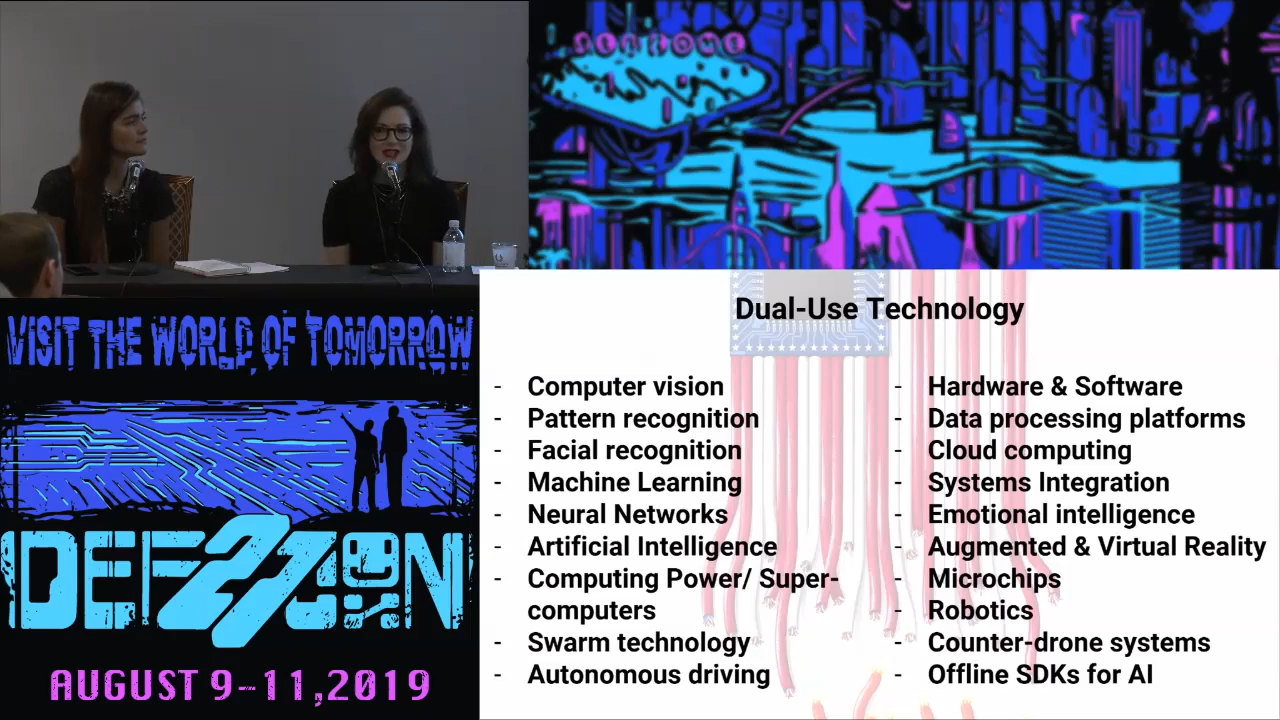 WELCOME
VISIT THE WORLD OF TOMORROW
DEF27CON
AUGUST 9-11,2019
Dual-Use Technology
- Computer vision
- Pattern recognition
- Facial recognition
- Machine Learning
- Neural Networks
- Artificial Intelligence
- Computing Power/ Super-
computers
- Swarm technology
- Autonomous driving
- Hardware & Software
- Data processing platforms
- Cloud computing
- Systems Integration
- Emotional intelligence
- Augmented & Virtual Reality
- Microchips
- Robotics
- Counter-drone systems
- Offline SDKs for AI